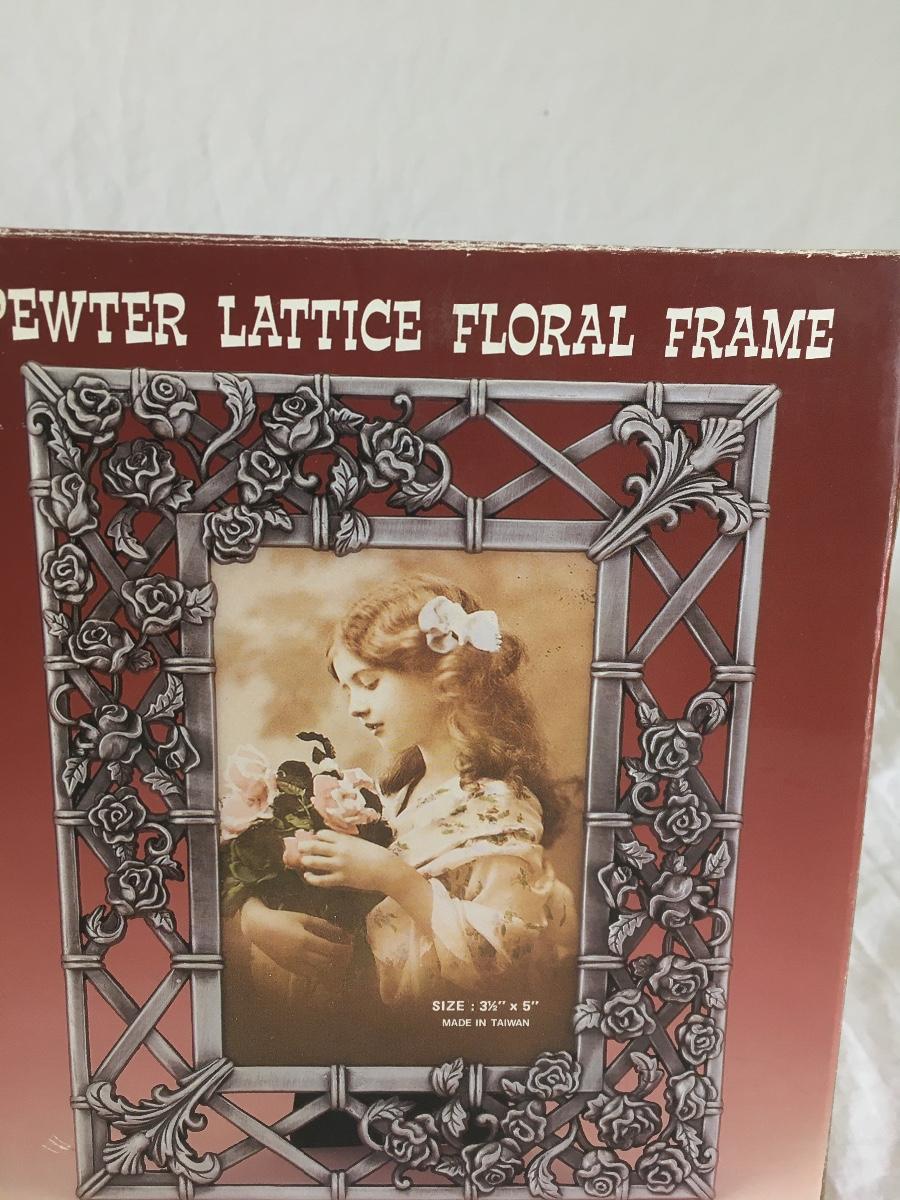 PEWTER LATTICE FLORAL FRAME
SIZE : 3½" x 5"
MADE IN TAIWAN